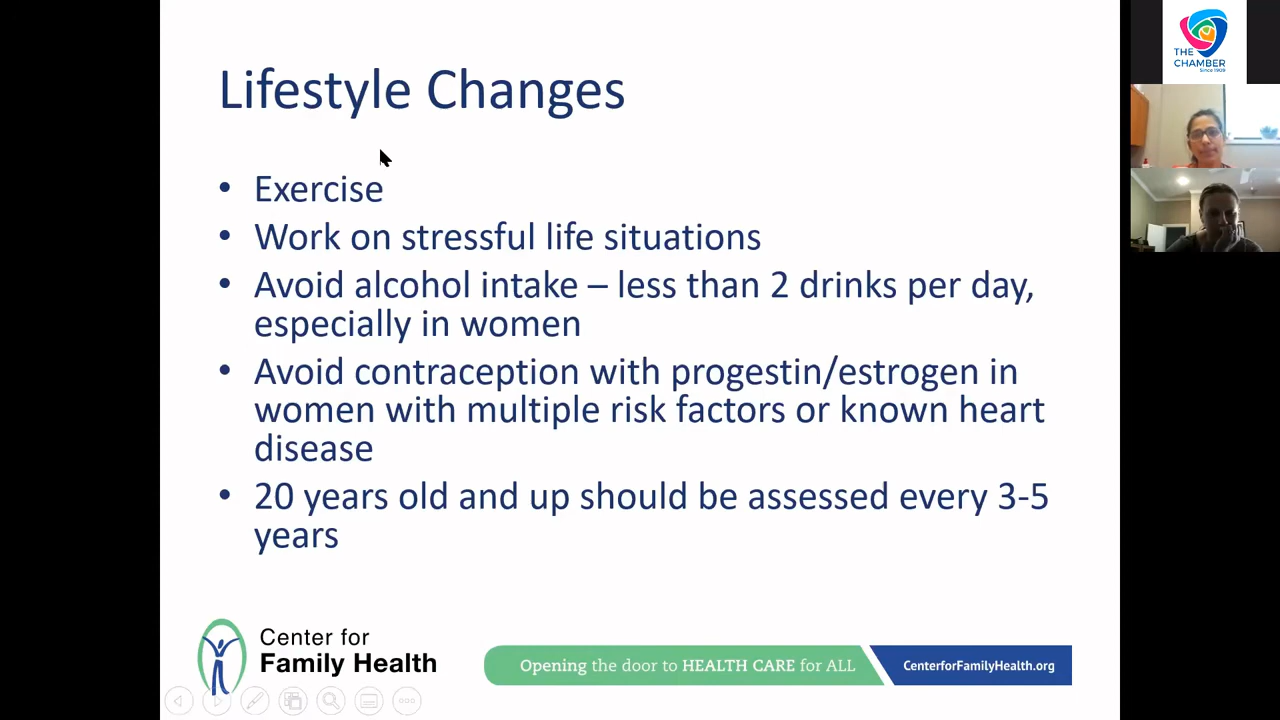 Lifestyle Changes
• Exercise
• Work on stressful life situations
• Avoid alcohol intake – less than 2 drinks per day,
especially in women
• Avoid contraception with progestin/estrogen in
women with multiple risk factors or known heart
disease
• 20 years old and up should be assessed every 3-5
years
Center for
Family Health
Opening the door to HEALTH CARE for ALL
CenterforFamilyHealth.org
THE
CHAMBER
Since 1909